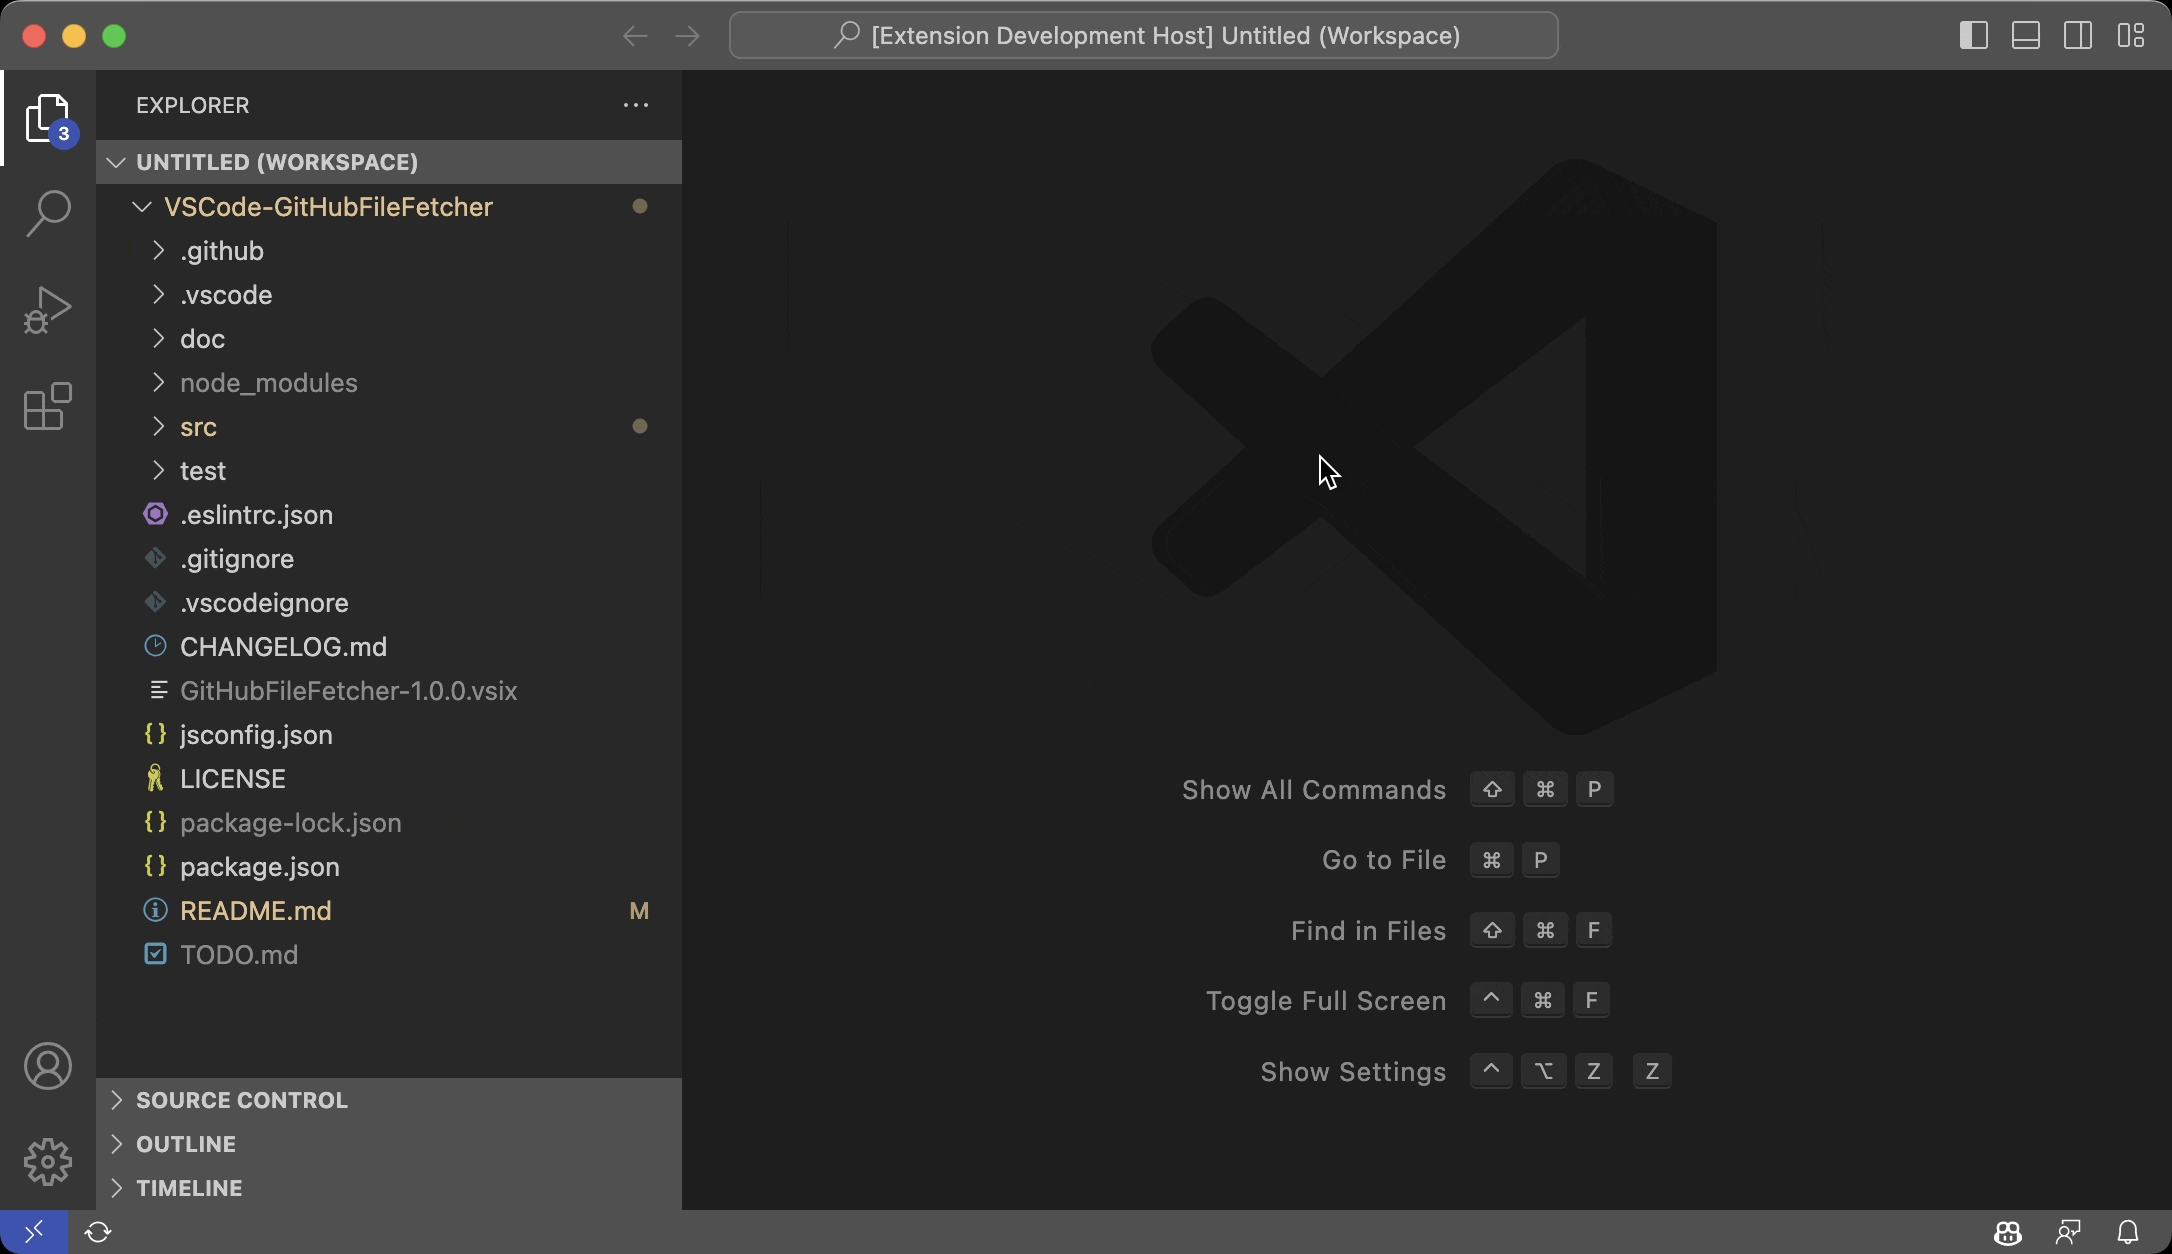 [Extension Development Host] Untitled (Workspace)
EXPLORER
3
UNTITLED (WORKSPACE)
VSCode-GitHubFileFetcher
.github
.vscode
doc
node_modules
src
test
.eslintrc.json
.gitignore
.vscodeignore
CHANGELOG.md
GitHubFileFetcher-1.0.0.vsix
jsconfig.json
LICENSE
package-lock.json
package.json
README.md M
TODO.md
SOURCE CONTROL
OUTLINE
TIMELINE
Show All Commands ⇧ ⌘ P
Go to File ⌘ P
Find in Files ⇧ ⌘ F
Toggle Full Screen ^ ⌘ F
Show Settings ^ ⌥ Z Z